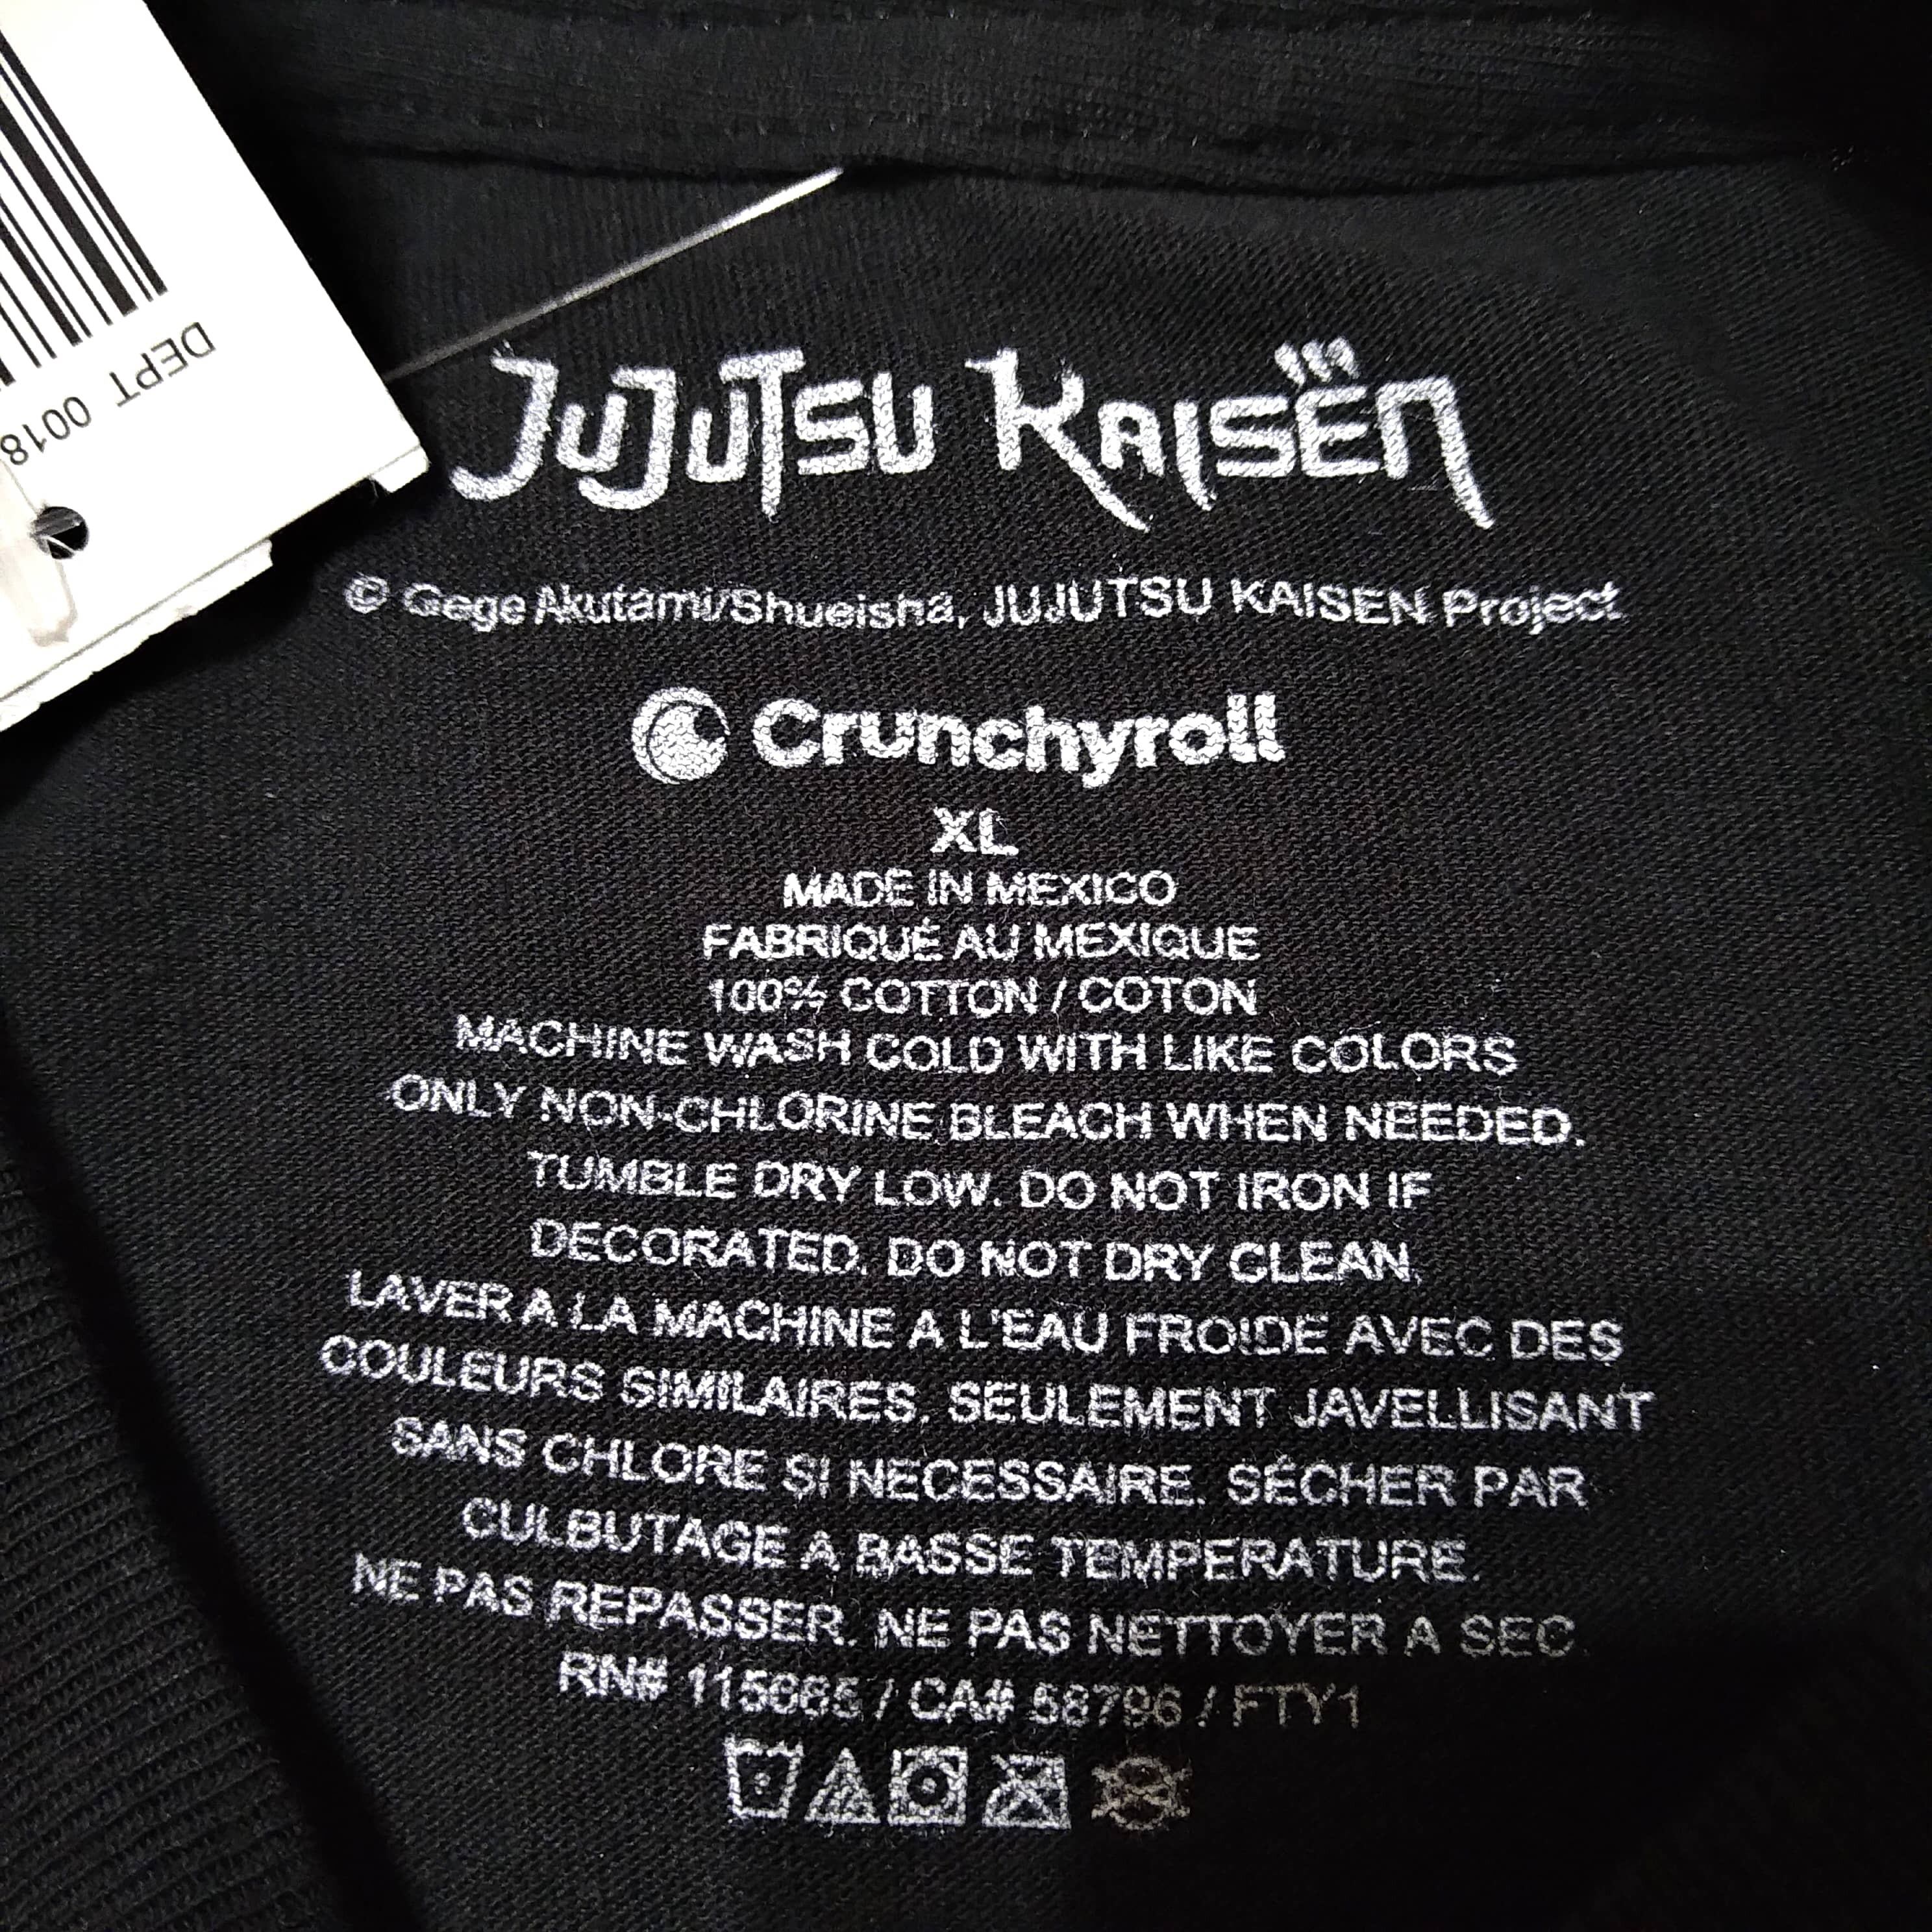 DEPT 0018
JUJUTSU KAISEN
© Gege Akutami/Shueisha, JUJUTSU KAISEN Project
Crunchyroll
XL
MADE IN MEXICO
FABRIQUÉ AU MEXIQUE
100% COTTON / COTON
MACHINE WASH COLD WITH LIKE COLORS
ONLY NON-CHLORINE BLEACH WHEN NEEDED.
TUMBLE DRY LOW. DO NOT IRON IF
DECORATED. DO NOT DRY CLEAN.
LAVER A LA MACHINE A L'EAU FROIDE AVEC DES
COULEURS SIMILAIRES. SEULEMENT JAVELLISANT
SANS CHLORE SI NECESSAIRE. SÉCHER PAR
CULBUTAGE A BASSE TEMPERATURE.
NE PAS REPASSER. NE PAS NETTOYER A SEC
RN# / CA# 58796 / FTY1